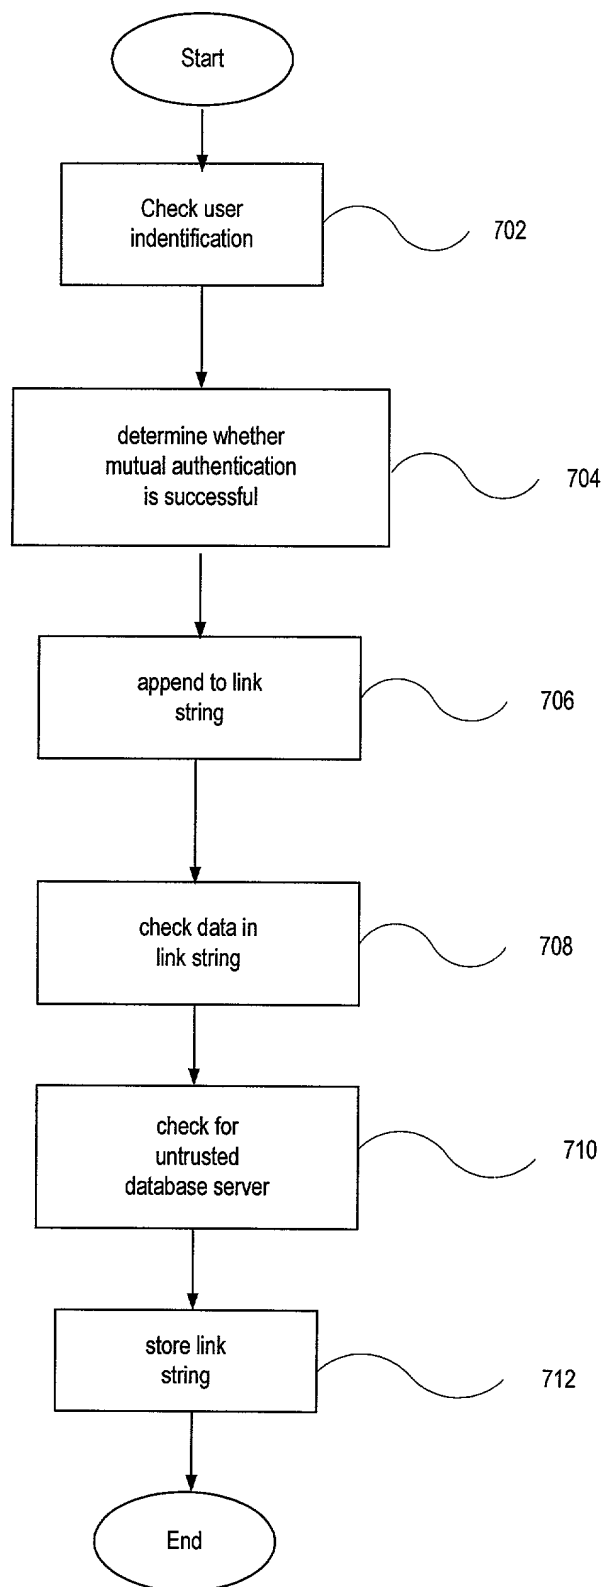 Start
Check user
indentification
702
determine whether
mutual authentication
is successful
704
append to link
string
706
check data in
link string
708
check for
untrusted
database server
710
store link
string
712
End